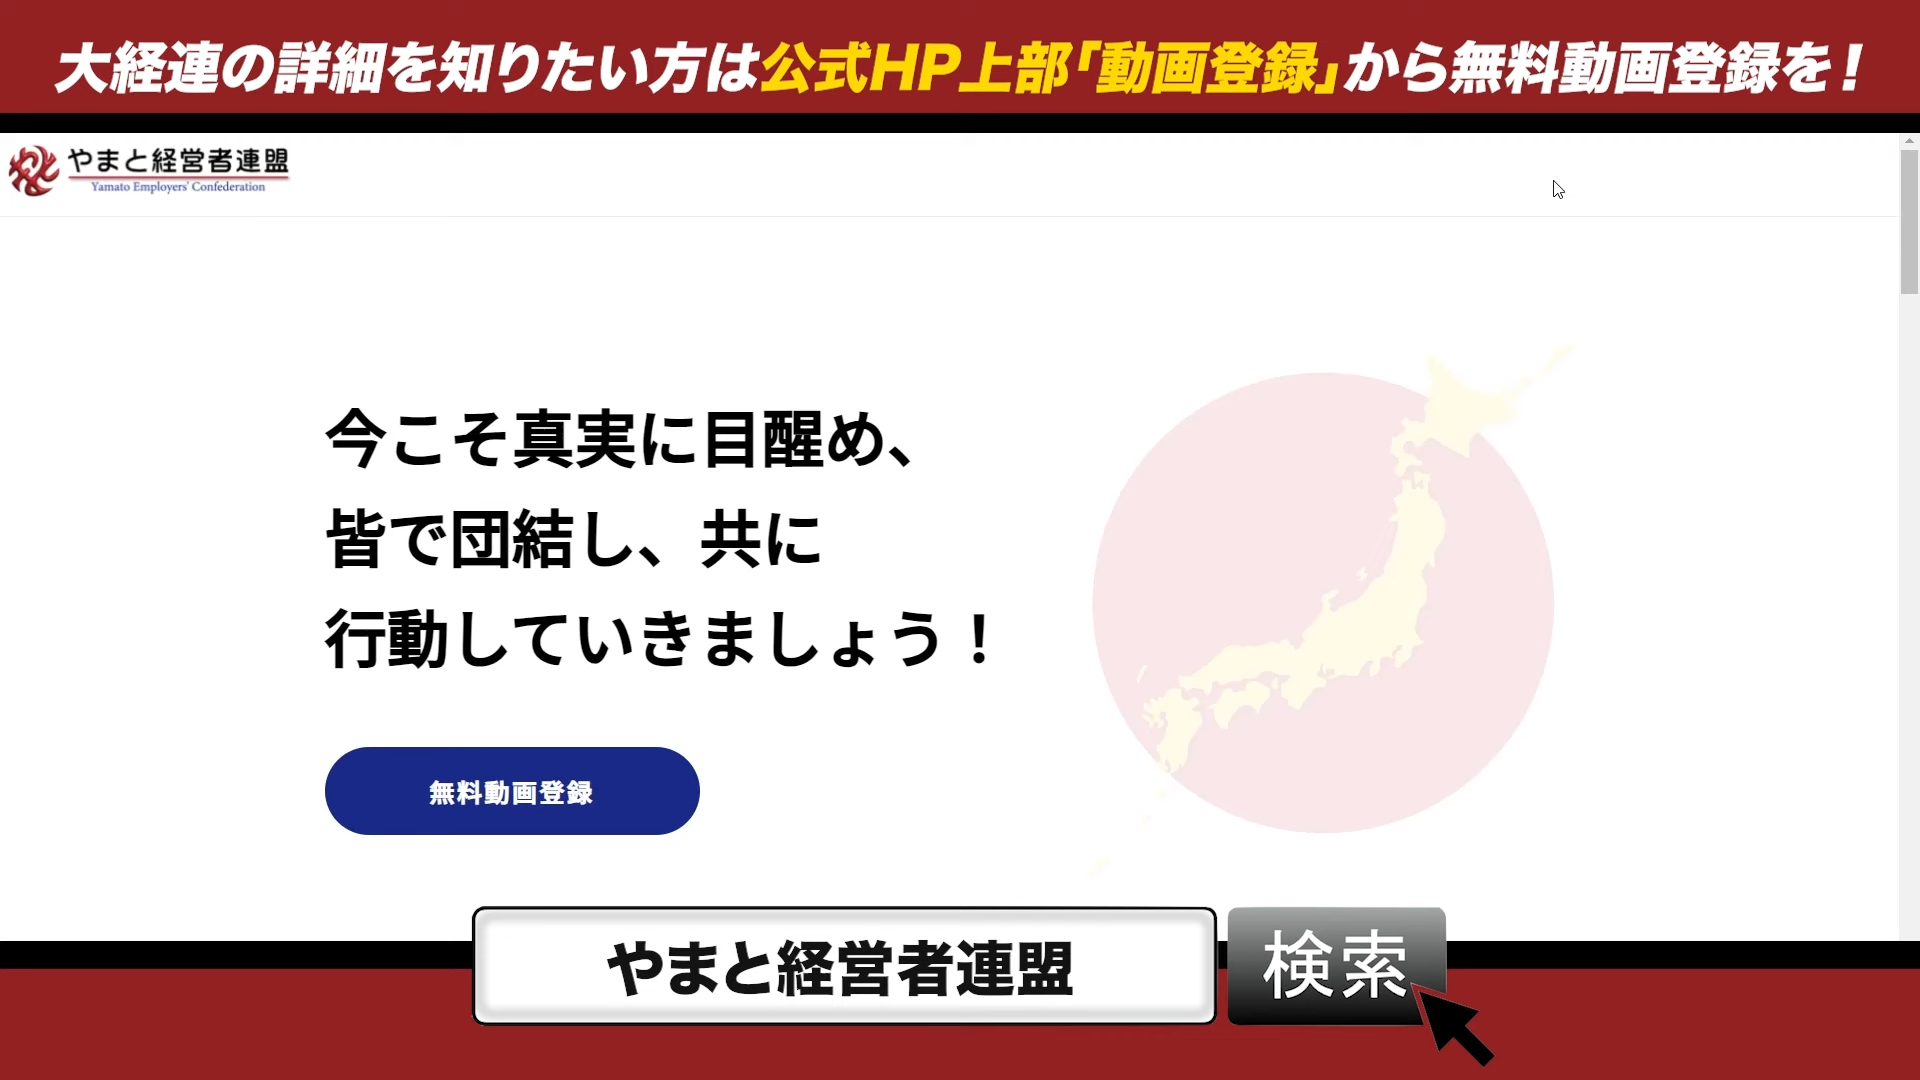 大経連の詳細を知りたい方は公式HP上部「動画登録」から無料動画登録を！
やまと経営者連盟
Yamato Employers' Confederation
今こそ真実に目醒め、
皆で団結し、共に
行動していきましょう！
無料動画登録
やまと経営者連盟
検索